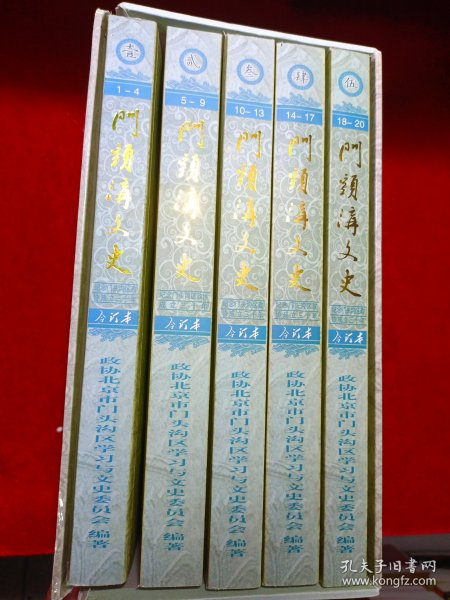 壹
1-4
門頭溝文史
合订本
政协北京市门头沟区学习与文史委员会 编著
贰
5-9
門頭溝文史
合订本
政协北京市门头沟区学习与文史委员会 编著
叁
10-13
門頭溝文史
合订本
政协北京市门头沟区学习与文史委员会 编著
肆
14-17
門頭溝文史
合订本
政协北京市门头沟区学习与文史委员会 编著
伍
18-20
門頭溝文史
合订本
政协北京市门头沟区学习与文史委员会 编著
孔夫子旧书网
www.kongfz.com